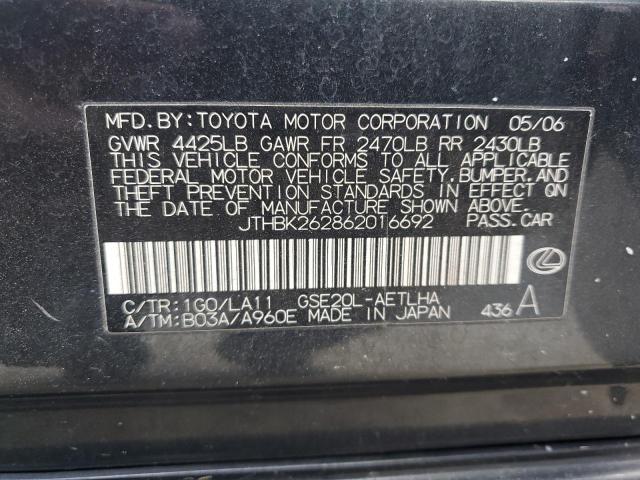 MFD. BY: TOYOTA MOTOR CORPORATION 05/06
GVWR 4425LB GAWR FR 2470LB RR 2430LB
THIS VEHICLE CONFORMS TO ALL APPLICABLE
FEDERAL MOTOR VEHICLE SAFETY, BUMPER, AND
THEFT PREVENTION STANDARDS IN EFFECT ON
THE DATE OF MANUFACTURE SHOWN ABOVE.
JTHBK262862016692 PASS. CAR
C/TR: 1G0/LA11 GSE20L-AETLHA
A/TM: B03A/A960E MADE IN JAPAN 436 A